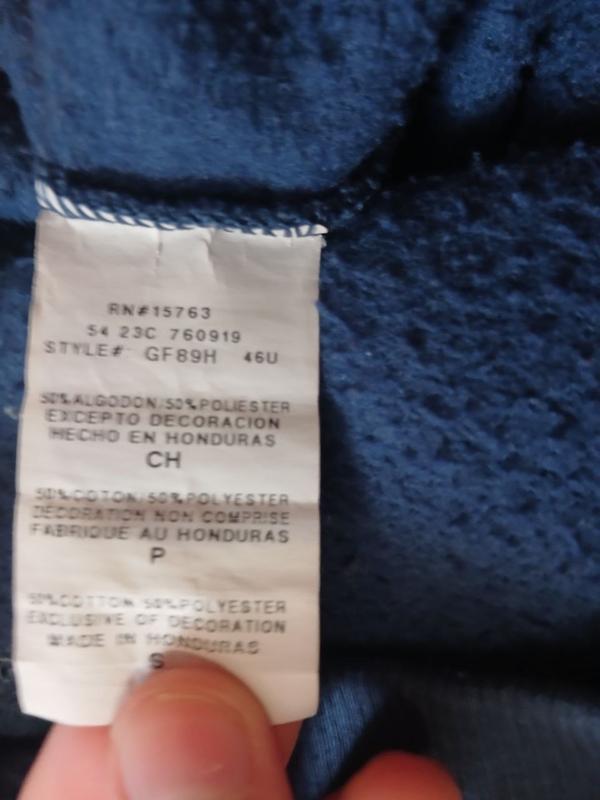 RN#15763
54 23C 760919
STYLE#: GF89H 46U
50%ALGODON/50%POLIESTER
EXCEPTO DECORACION
HECHO EN HONDURAS
CH
50%COTON/50%POLYESTER
DECORATION NON COMPRISE
FABRIQUE AU HONDURAS
P
50%COTTON/50%POLYESTER
EXCLUSIVE OF DECORATION
MADE IN HONDURAS
S